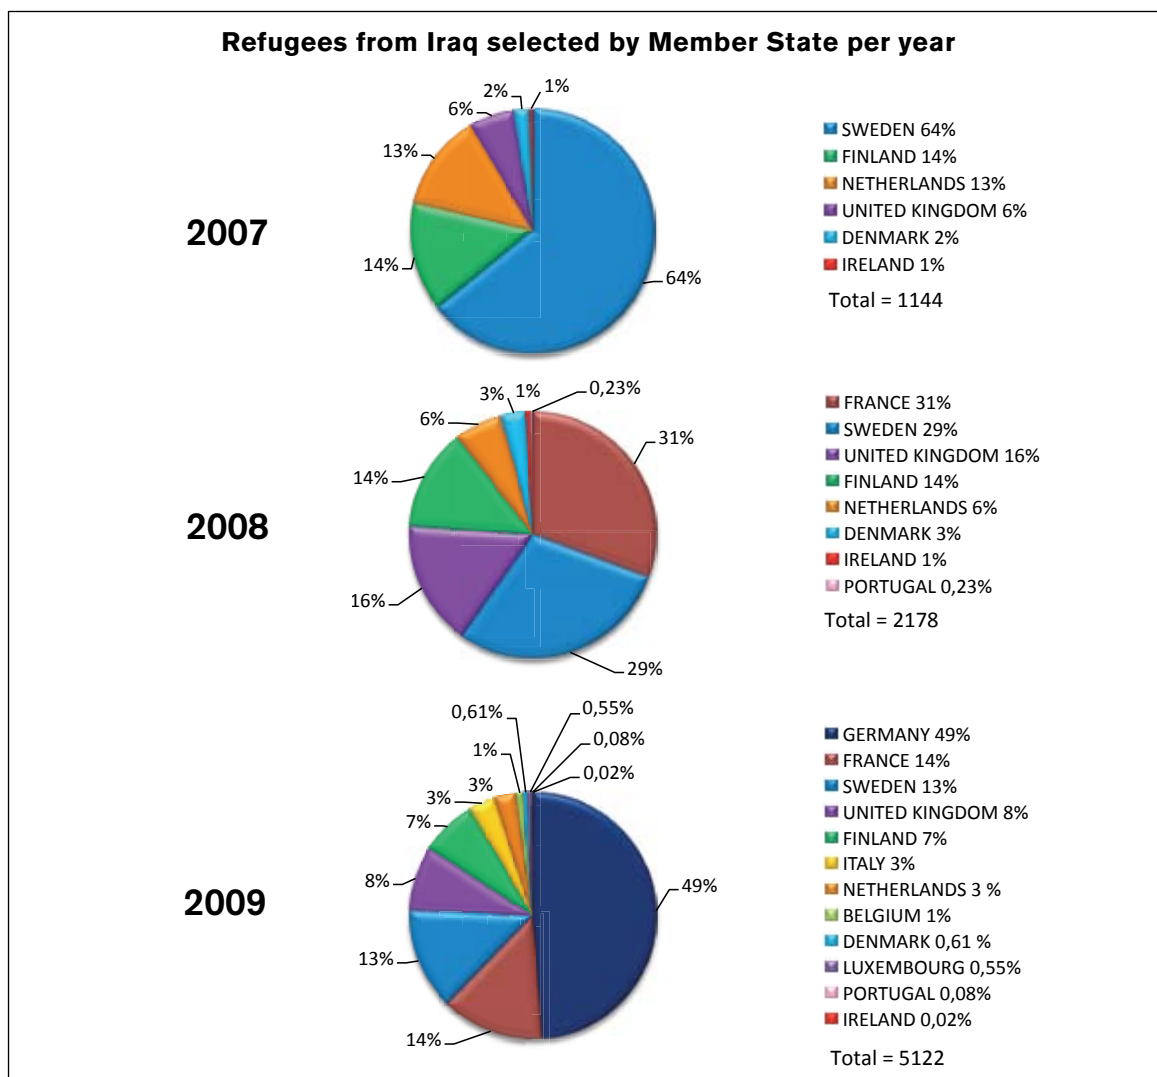 Refugees from Iraq selected by Member State per year
2007
1%
2%
6%
13%
14%
64%
SWEDEN 64%
FINLAND 14%
NETHERLANDS 13%
UNITED KINGDOM 6%
DENMARK 2%
IRELAND 1%
Total = 1144
2008
0,23%
1%
3%
6%
14%
16%
29%
31%
FRANCE 31%
SWEDEN 29%
UNITED KINGDOM 16%
FINLAND 14%
NETHERLANDS 6%
DENMARK 3%
IRELAND 1%
PORTUGAL 0,23%
Total = 2178
2009
0,61%
0,55%
0,08%
0,02%
1%
3%
3%
7%
8%
13%
14%
49%
GERMANY 49%
FRANCE 14%
SWEDEN 13%
UNITED KINGDOM 8%
FINLAND 7%
ITALY 3%
NETHERLANDS 3 %
BELGIUM 1%
DENMARK 0,61 %
LUXEMBOURG 0,55%
PORTUGAL 0,08%
IRELAND 0,02%
Total = 5122